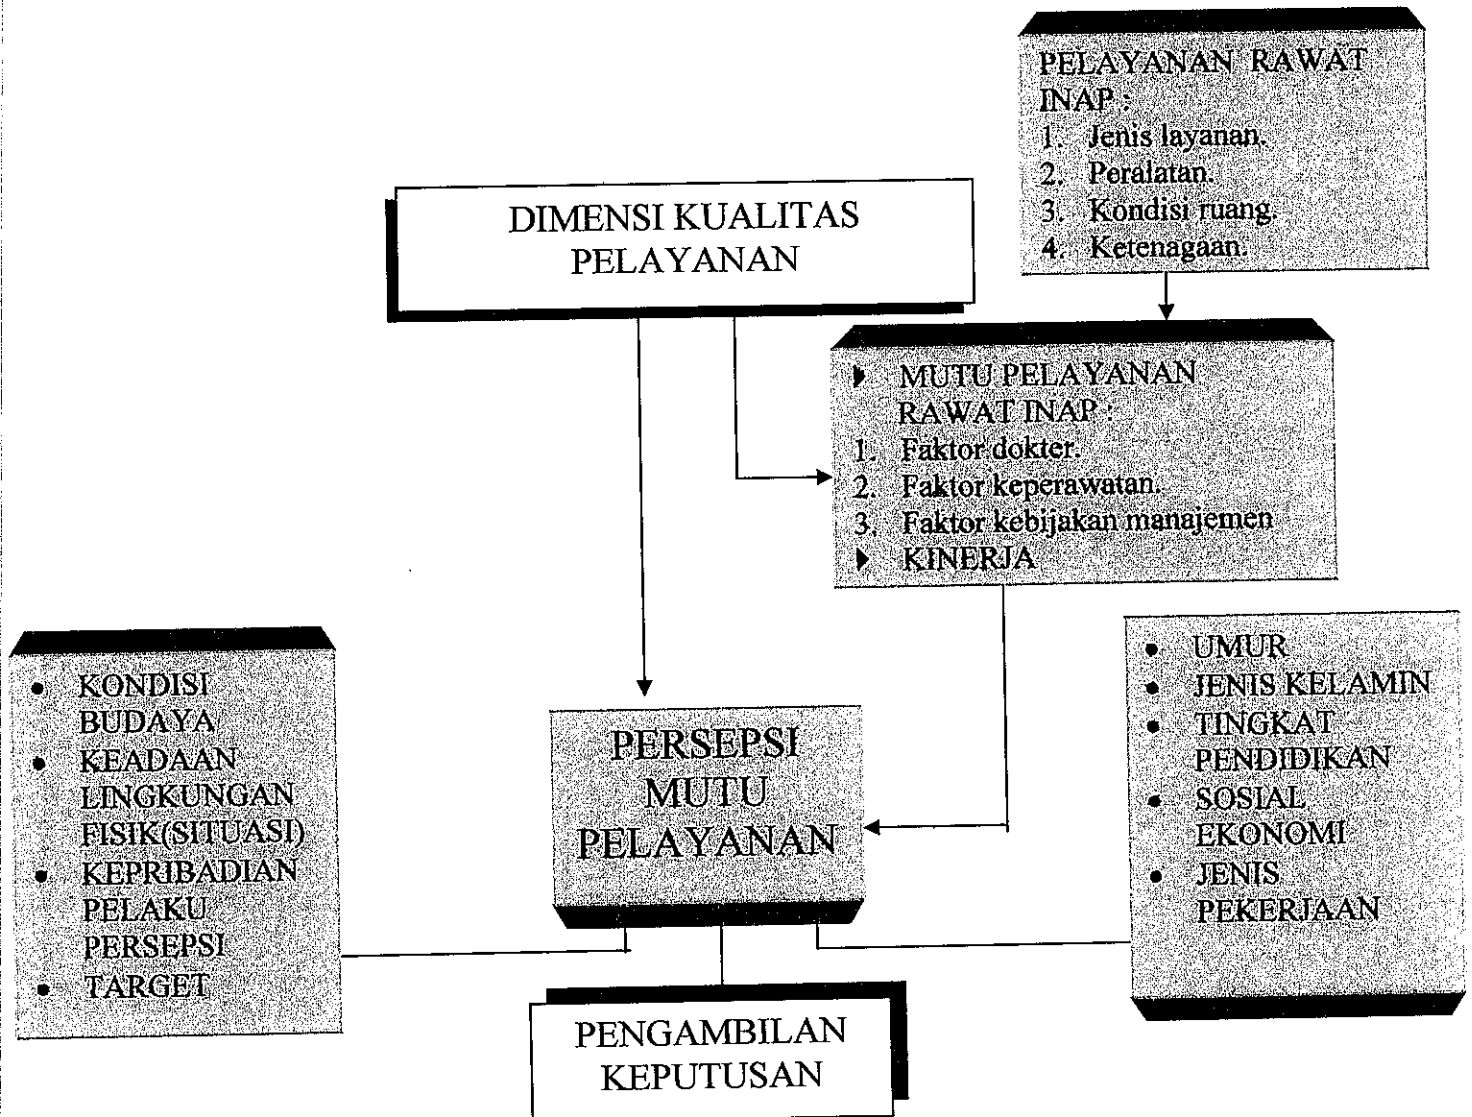 PELAYANAN RAWAT
INAP :
1. Jenis layanan.
2. Peralatan.
3. Kondisi ruang.
4. Ketenagaan.
DIMENSI KUALITAS
PELAYANAN
MUTU PELAYANAN
RAWAT INAP :
1. Faktor dokter.
2. Faktor keperawatan.
3. Faktor kebijakan manajemen
KINERJA
• KONDISI
BUDAYA
• KEADAAN
LINGKUNGAN
FISIK(SITUASI)
• KEPRIBADIAN
PELAKU
PERSEPSI
• TARGET
PERSEPSI
MUTU
PELAYANAN
• UMUR
• JENIS KELAMIN
• TINGKAT
PENDIDIKAN
• SOSIAL
EKONOMI
• JENIS
PEKERJAAN
PENGAMBILAN
KEPUTUSAN